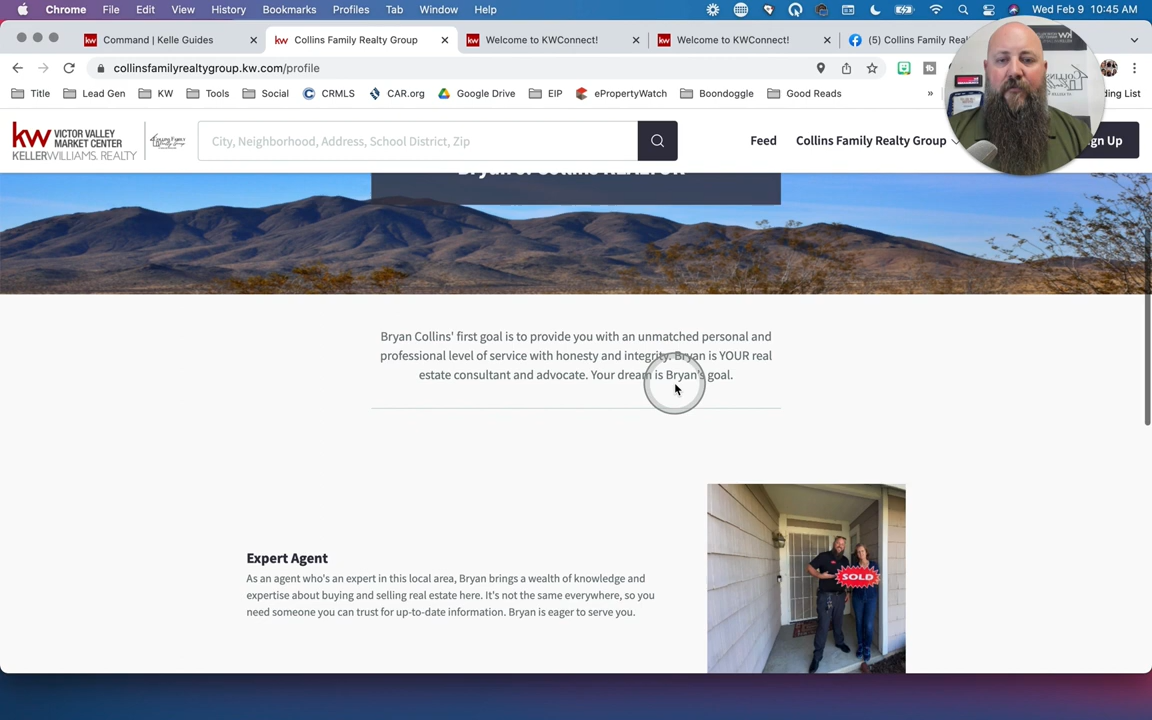 Chrome File Edit View History Bookmarks Profiles Tab Window Help
Wed Feb 9 10:45 AM
Command | Kelle Guides
Collins Family Realty Group
Welcome to KWConnect!
Welcome to KWConnect!
(5) Collins Family Real
collinsfamilyrealtygroup.kw.com/profile
Title
Lead Gen
KW
Tools
Social
CRMLS
CAR.org
Google Drive
EIP
ePropertyWatch
Boondoggle
Good Reads
»
ding List
kw VICTOR VALLEY
MARKET CENTER
KELLERWILLIAMS. REALTY
City, Neighborhood, Address, School District, Zip
Feed
Collins Family Realty Group
gn Up
Bryan Collins' first goal is to provide you with an unmatched personal and
professional level of service with honesty and integrity. Bryan is YOUR real
estate consultant and advocate. Your dream is Bryan's goal.
Expert Agent
As an agent who's an expert in this local area, Bryan brings a wealth of knowledge and
expertise about buying and selling real estate here. It's not the same everywhere, so you
need someone you can trust for up-to-date information. Bryan is eager to serve you.
SOLD